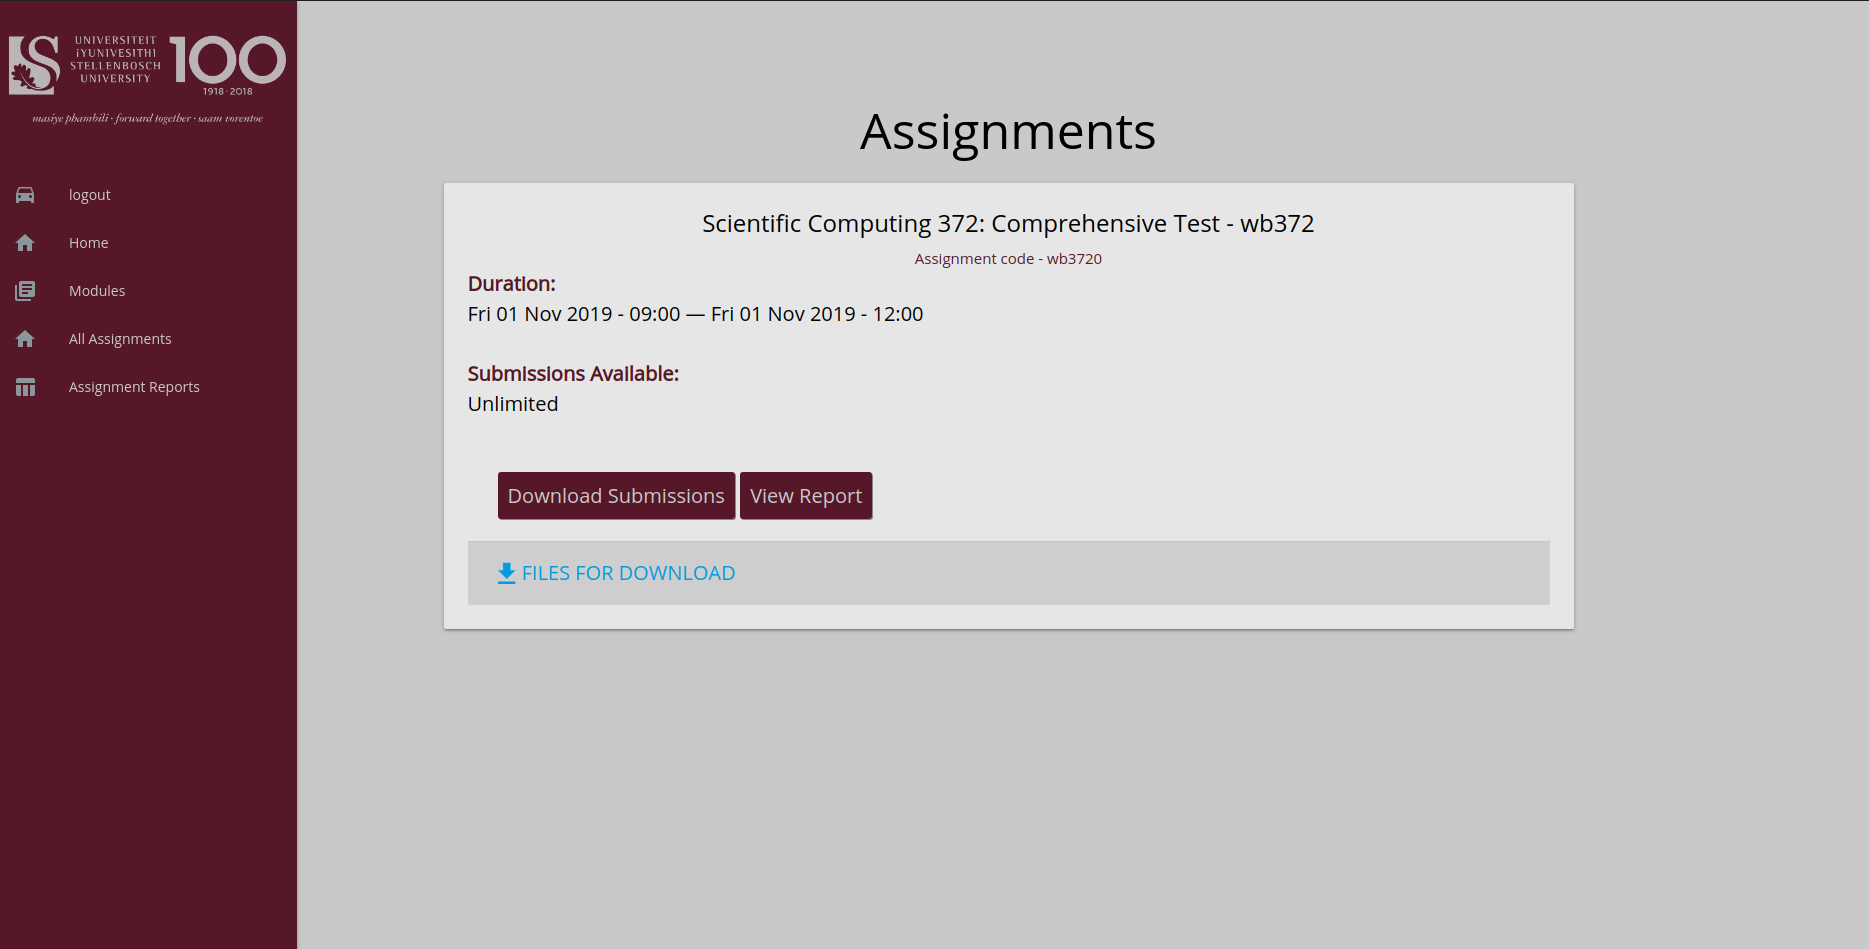 UNIVERSITEIT
iYUNIVESITHI
STELLENBOSCH
UNIVERSITY
100
1918·2018
masiye phambili · forward together · saam vorentoe
logout
Home
Modules
All Assignments
Assignment Reports
Assignments
Scientific Computing 372: Comprehensive Test - wb372
Assignment code - wb3720
Duration:
Fri 01 Nov 2019 - 09:00 — Fri 01 Nov 2019 - 12:00
Submissions Available:
Unlimited
Download Submissions
View Report
FILES FOR DOWNLOAD